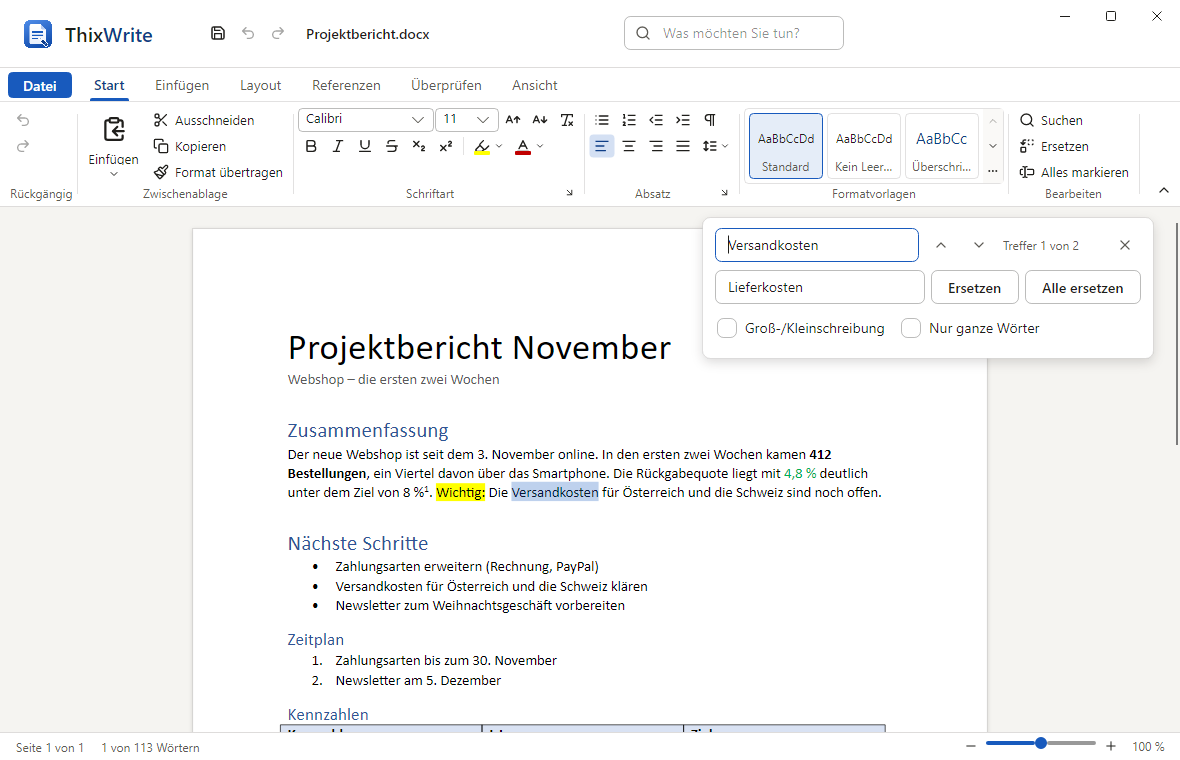 ThixWrite
Projektbericht.docx
Was möchten Sie tun?
Datei
Start
Einfügen
Layout
Referenzen
Überprüfen
Ansicht
Rückgängig
Einfügen
Ausschneiden
Kopieren
Format übertragen
Zwischenablage
Calibri
11
Schriftart
Absatz
AaBbCcDd
Standard
AaBbCcDd
Kein Leer...
AaBbCc
Überschri...
Formatvorlagen
Suchen
Ersetzen
Alles markieren
Bearbeiten
Versandkosten
Treffer 1 von 2
Lieferkosten
Ersetzen
Alle ersetzen
Groß-/Kleinschreibung
Nur ganze Wörter
Projektbericht November
Webshop – die ersten zwei Wochen
Zusammenfassung
Der neue Webshop ist seit dem 3. November online. In den ersten zwei Wochen kamen 412
Bestellungen, ein Viertel davon über das Smartphone. Die Rückgabequote liegt mit 4,8 % deutlich
unter dem Ziel von 8 %¹. Wichtig: Die Versandkosten für Österreich und die Schweiz sind noch offen.
Nächste Schritte
• Zahlungsarten erweitern (Rechnung, PayPal)
• Versandkosten für Österreich und die Schweiz klären
• Newsletter zum Weihnachtsgeschäft vorbereiten
Zeitplan
1. Zahlungsarten bis zum 30. November
2. Newsletter am 5. Dezember
Kennzahlen
Seite 1 von 1
1 von 113 Wörtern
100 %